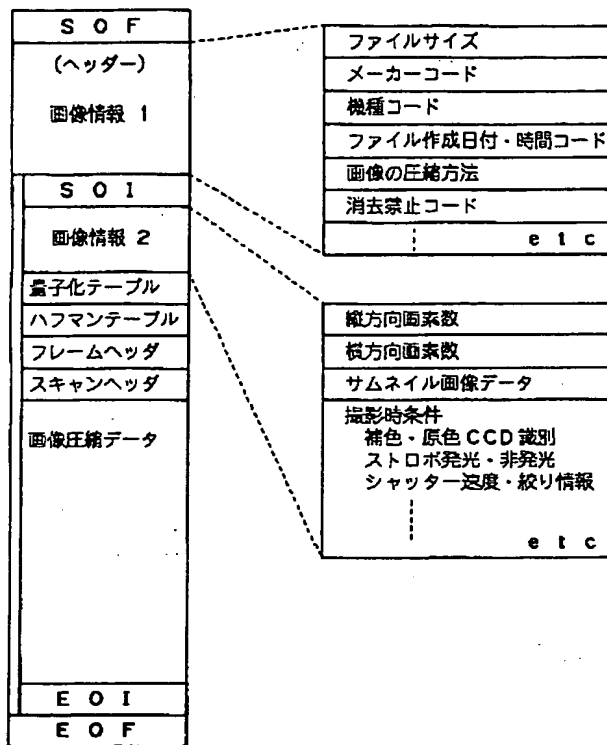 S O F
(ヘッダー)
画像情報 1
S O I
画像情報 2
量子化テーブル
ハフマンテーブル
フレームヘッダ
スキャンヘッダ
画像圧縮データ
E O I
E O F
ファイルサイズ
メーカーコード
機種コード
ファイル作成日付・時間コード
画像の圧縮方法
消去禁止コード
e t c
縦方向画素数
横方向画素数
サムネイル画像データ
撮影時条件
補色・原色CCD識別
ストロボ発光・非発光
シャッター速度・絞り情報
e t c